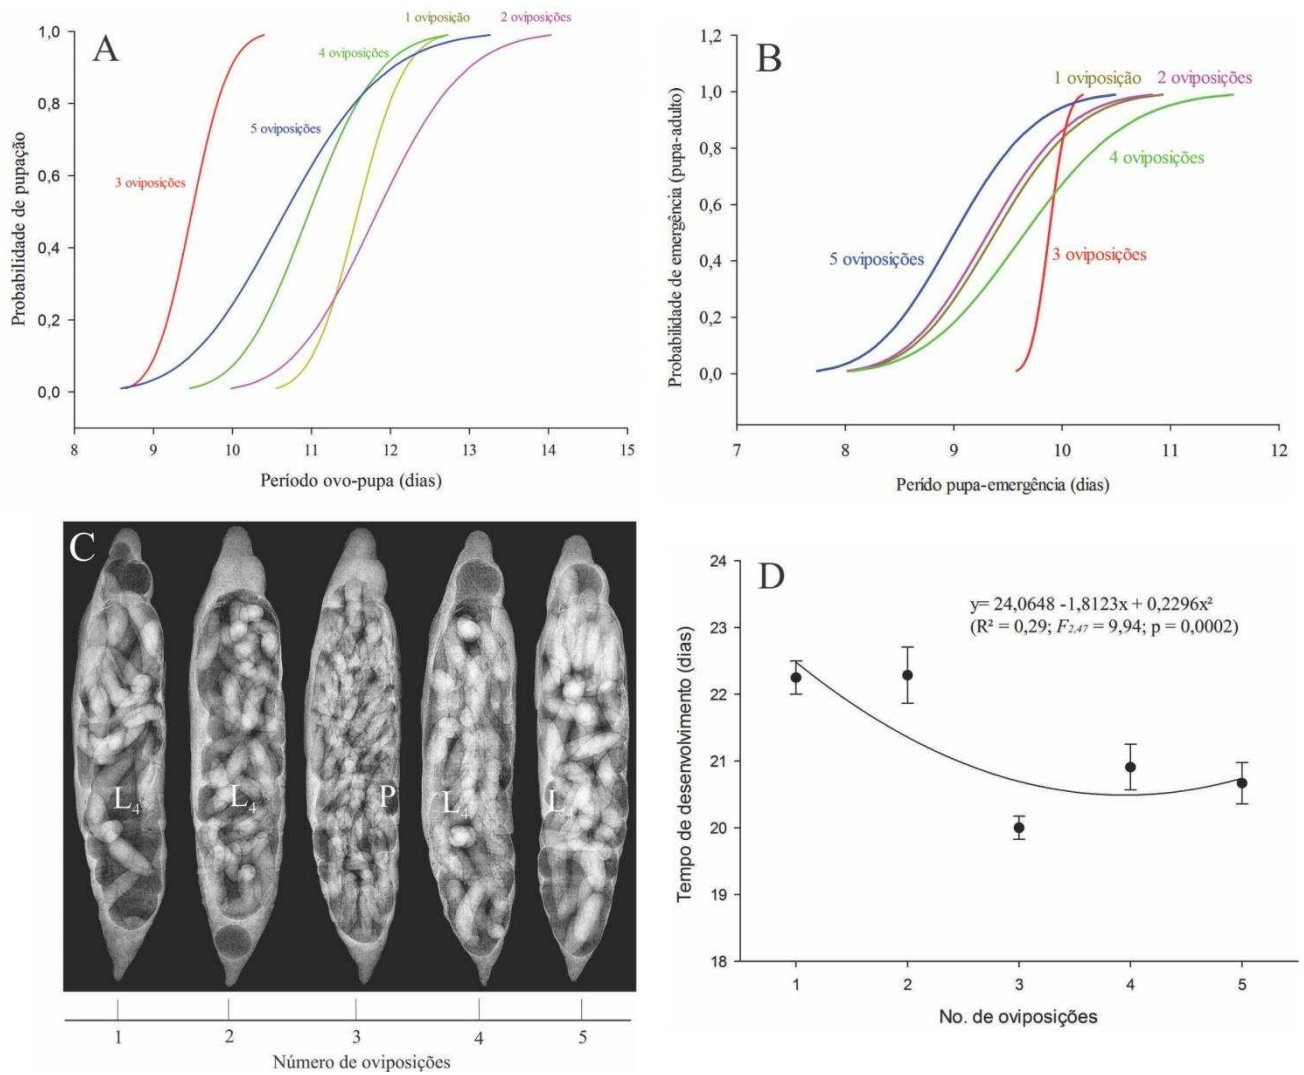 A
1 oviposição
2 oviposições
4 oviposições
5 oviposições
3 oviposições
Probabilidade de pupação
1,0
0,8
0,6
0,4
0,2
0,0
8 9 10 11 12 13 14 15
Período ovo-pupa (dias)
B
1 oviposição
2 oviposições
4 oviposições
5 oviposições
3 oviposições
Probabilidade de emergência (pupa-adulto)
1,2
1,0
0,8
0,6
0,4
0,2
0,0
7 8 9 10 11 12
Perído pupa-emergência (dias)
C
L₄ L₄ P L₄ L₄
1 2 3 4 5
Número de oviposições
D
y= 24,0648 -1,8123x + 0,2296x²
(R² = 0,29; F₂,₄₇ = 9,94; p = 0,0002)
Tempo de desenvolvimento (dias)
24
23
22
21
20
19
18
1 2 3 4 5
No. de oviposições